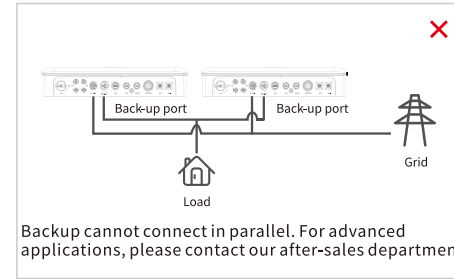 Back-up port
Back-up port
Grid
Load
Backup cannot connect in parallel. For advanced
applications, please contact our after-sales departmen